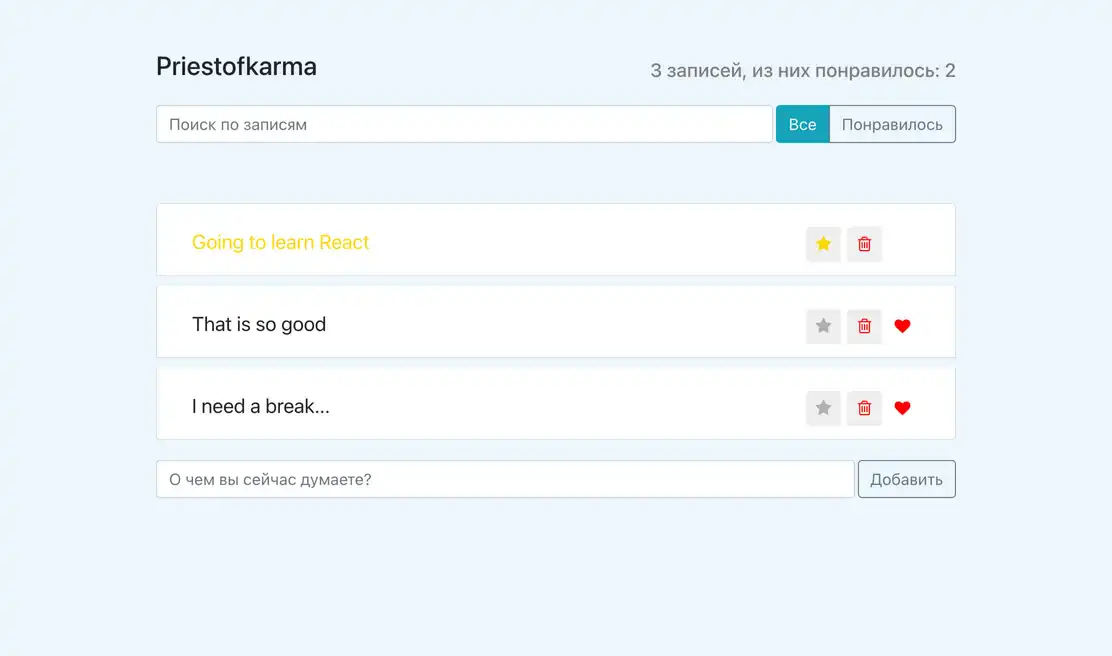 Priestofkarma
3 записей, из них понравилось: 2
Поиск по записям
Все
Понравилось
Going to learn React
That is so good
I need a break...
О чем вы сейчас думаете?
Добавить